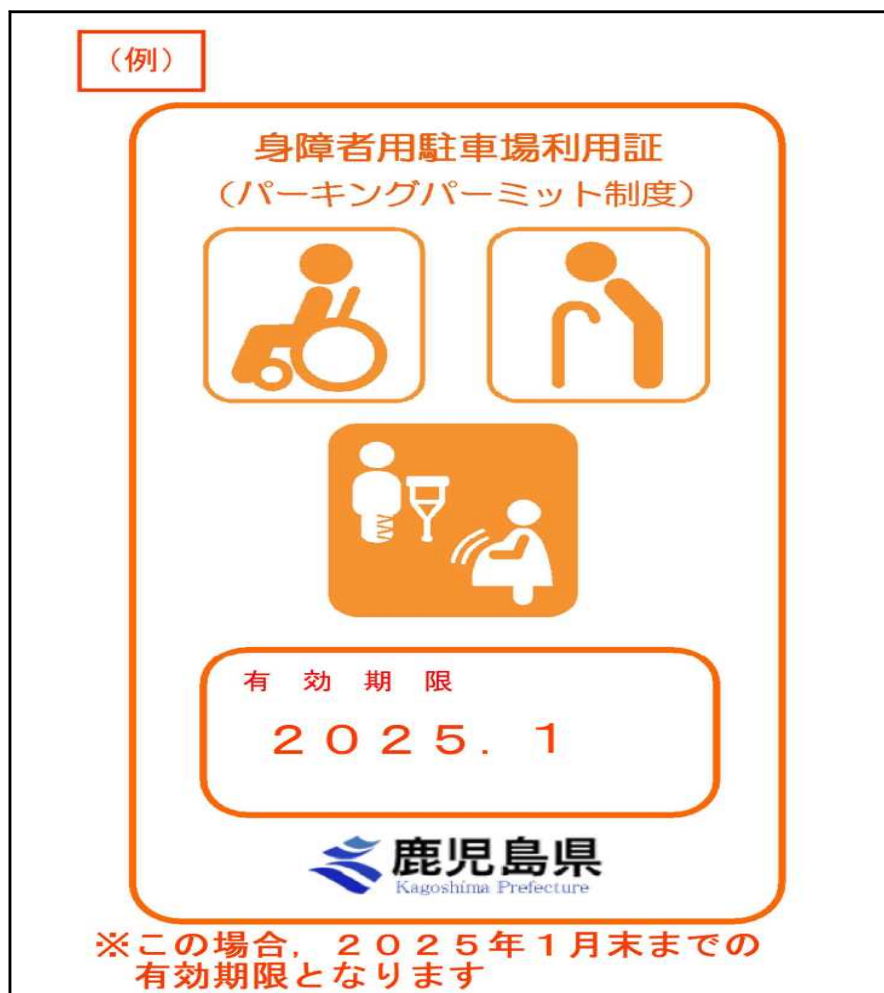 （例）
身障者用駐車場利用証
（パーキングパーミット制度）
有効期限
２０２５．１
鹿児島県
Kagoshima Prefecture
※この場合，２０２５年１月末までの
有効期限となります